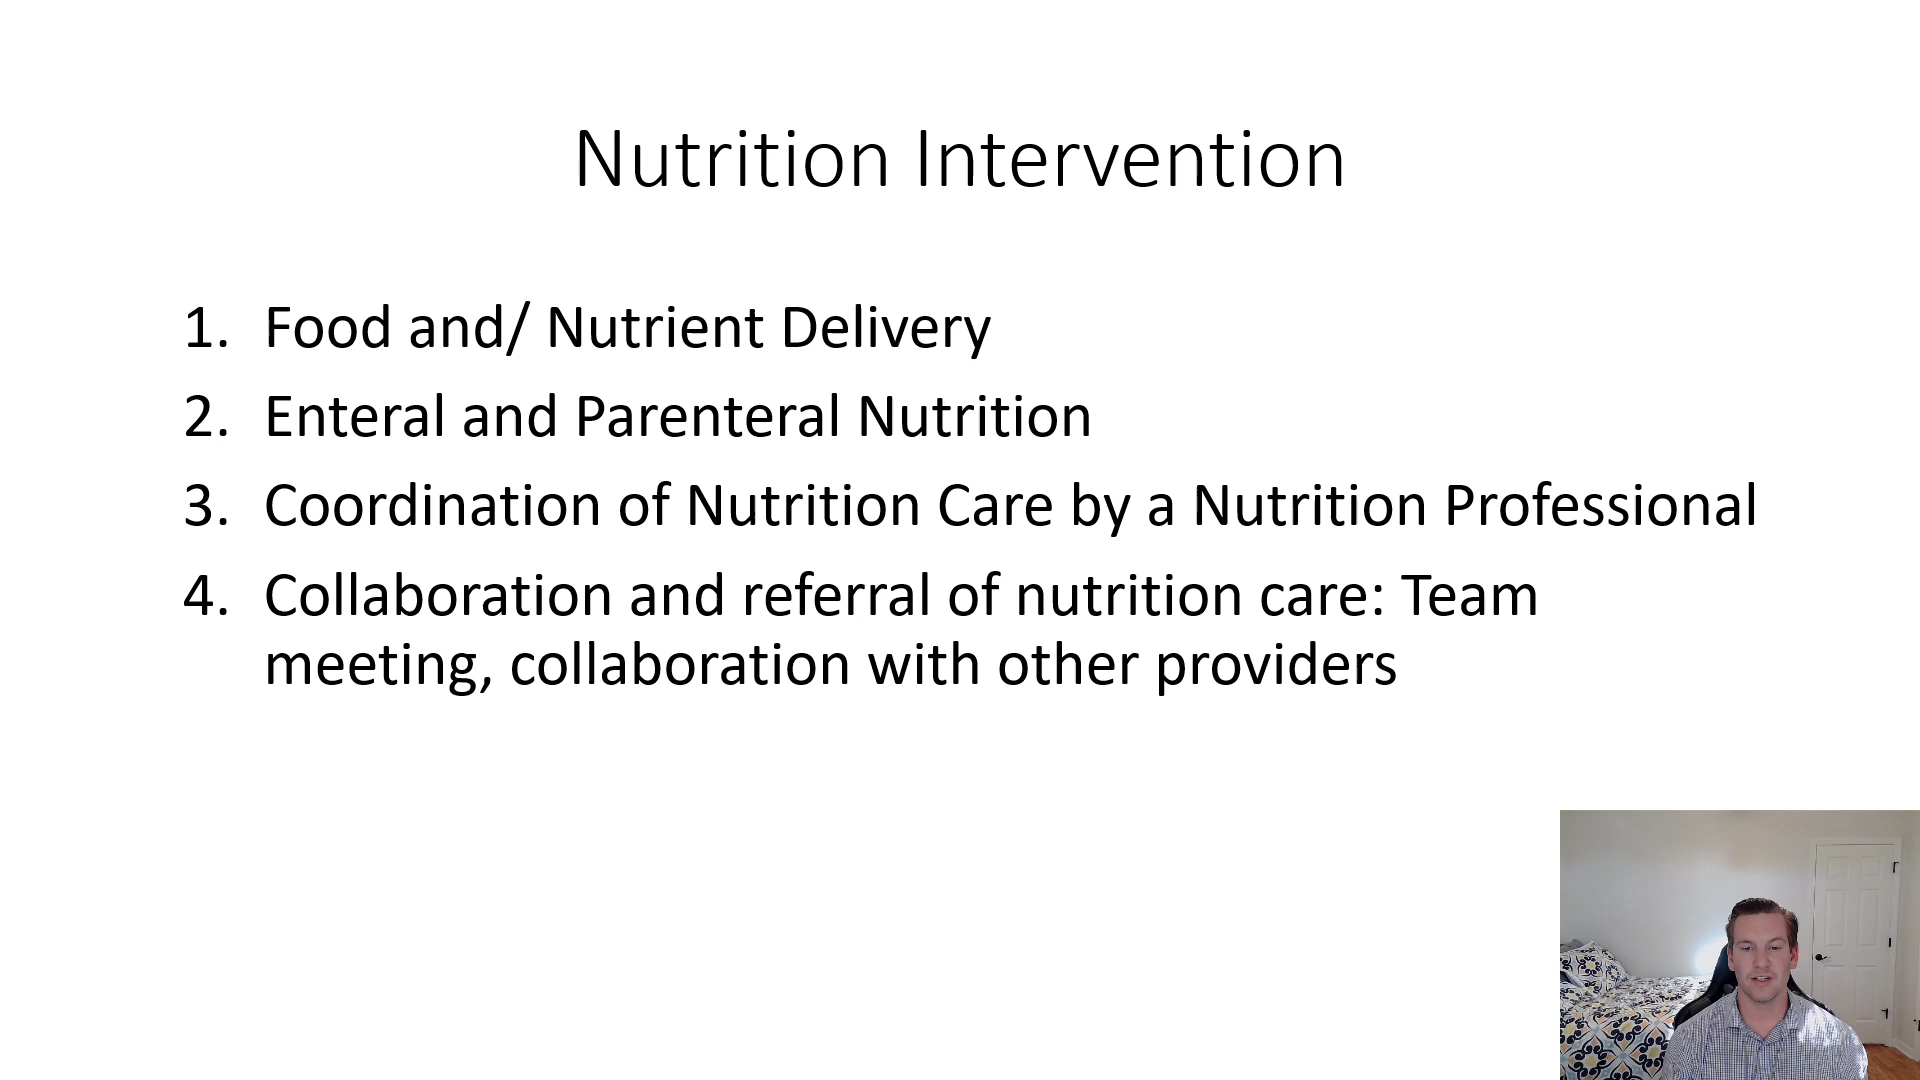 Nutrition Intervention
1. Food and/ Nutrient Delivery
2. Enteral and Parenteral Nutrition
3. Coordination of Nutrition Care by a Nutrition Professional
4. Collaboration and referral of nutrition care: Team
meeting, collaboration with other providers